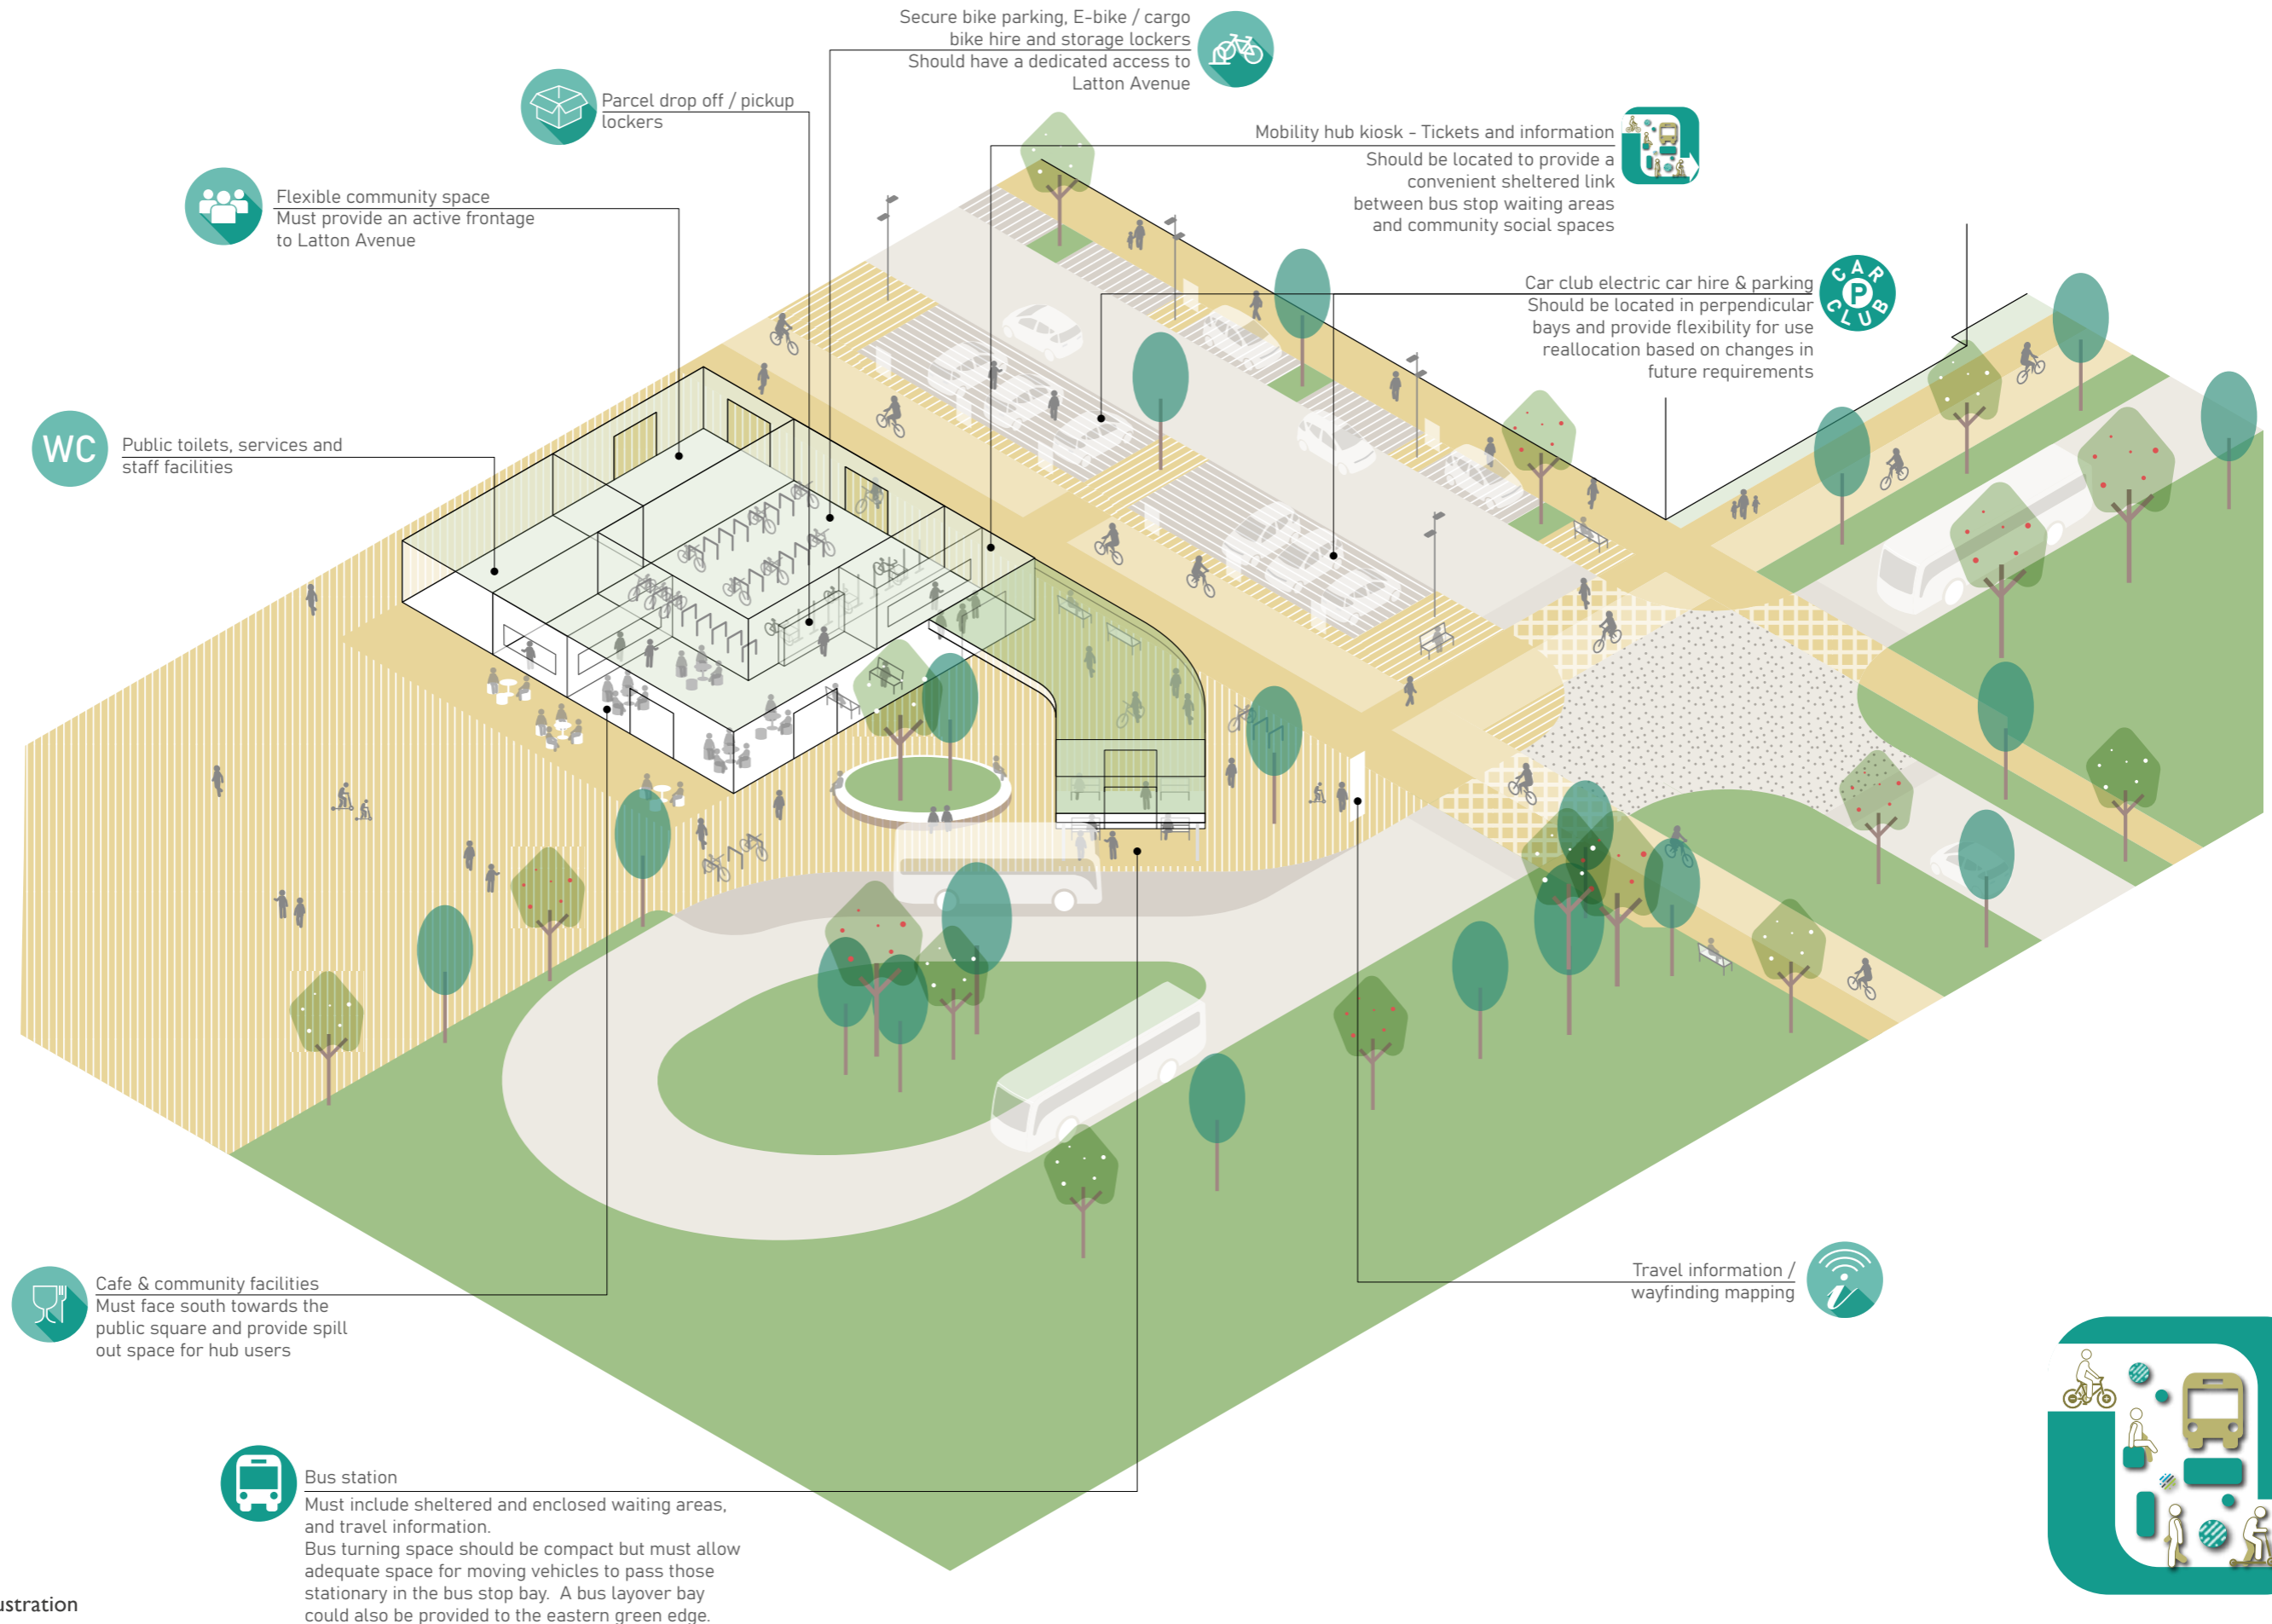 Secure bike parking, E-bike / cargo
bike hire and storage lockers
Should have a dedicated access to
Latton Avenue
Parcel drop off / pickup
lockers
Mobility hub kiosk - Tickets and information
Should be located to provide a
convenient sheltered link
between bus stop waiting areas
and community social spaces
Flexible community space
Must provide an active frontage
to Latton Avenue
Car club electric car hire & parking
Should be located in perpendicular
bays and provide flexibility for use
reallocation based on changes in
future requirements
CAR
P
CLUB
WC
Public toilets, services and
staff facilities
Travel information /
wayfinding mapping
i
Cafe & community facilities
Must face south towards the
public square and provide spill
out space for hub users
Bus station
Must include sheltered and enclosed waiting areas,
and travel information.
Bus turning space should be compact but must allow
adequate space for moving vehicles to pass those
stationary in the bus stop bay. A bus layover bay
could also be provided to the eastern green edge.
ustration